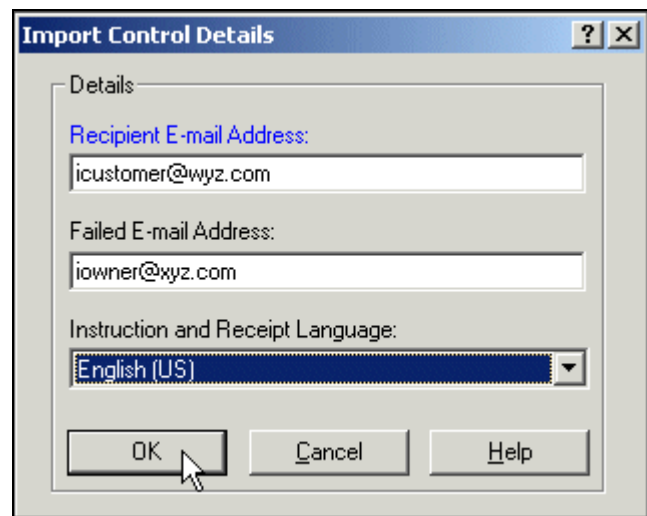 Import Control Details
Details
Recipient E-mail Address:
icustomer@wyz.com
Failed E-mail Address:
iowner@xyz.com
Instruction and Receipt Language:
English (US)
OK Cancel Help